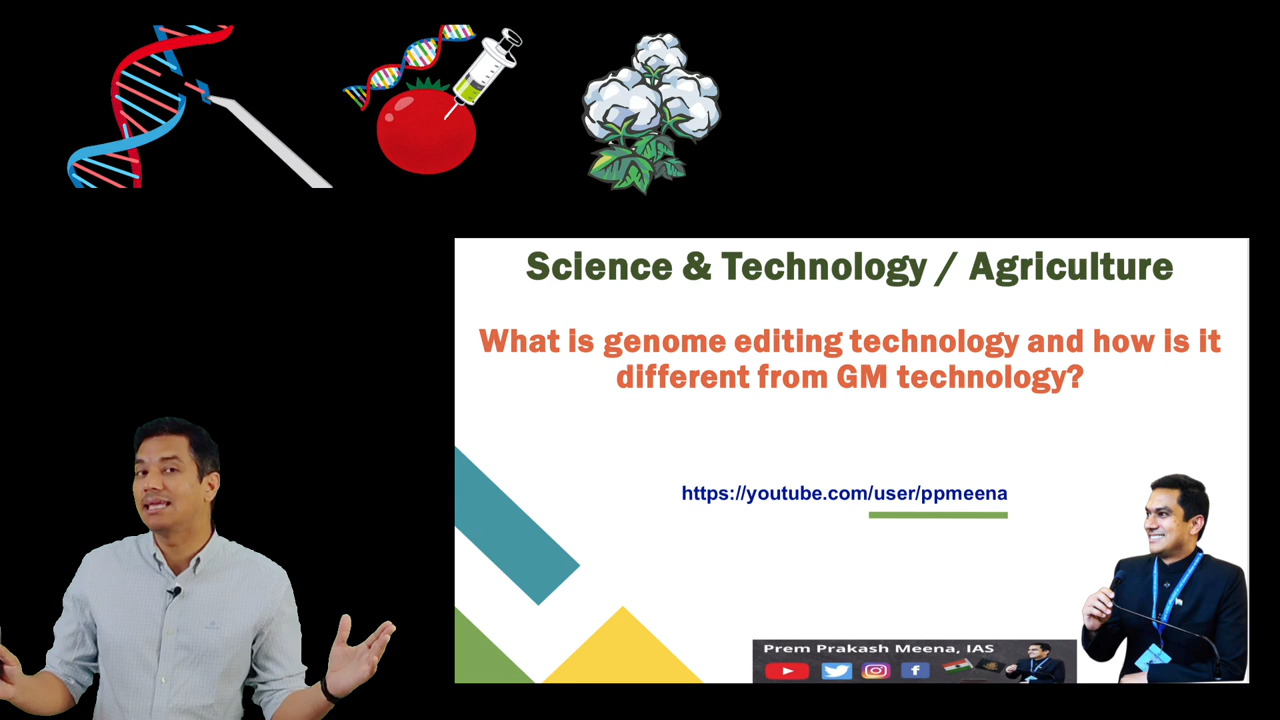 Science & Technology / Agriculture
What is genome editing technology and how is it
different from GM technology?
https://youtube.com/user/ppmeena
Prem Prakash Meena, IAS